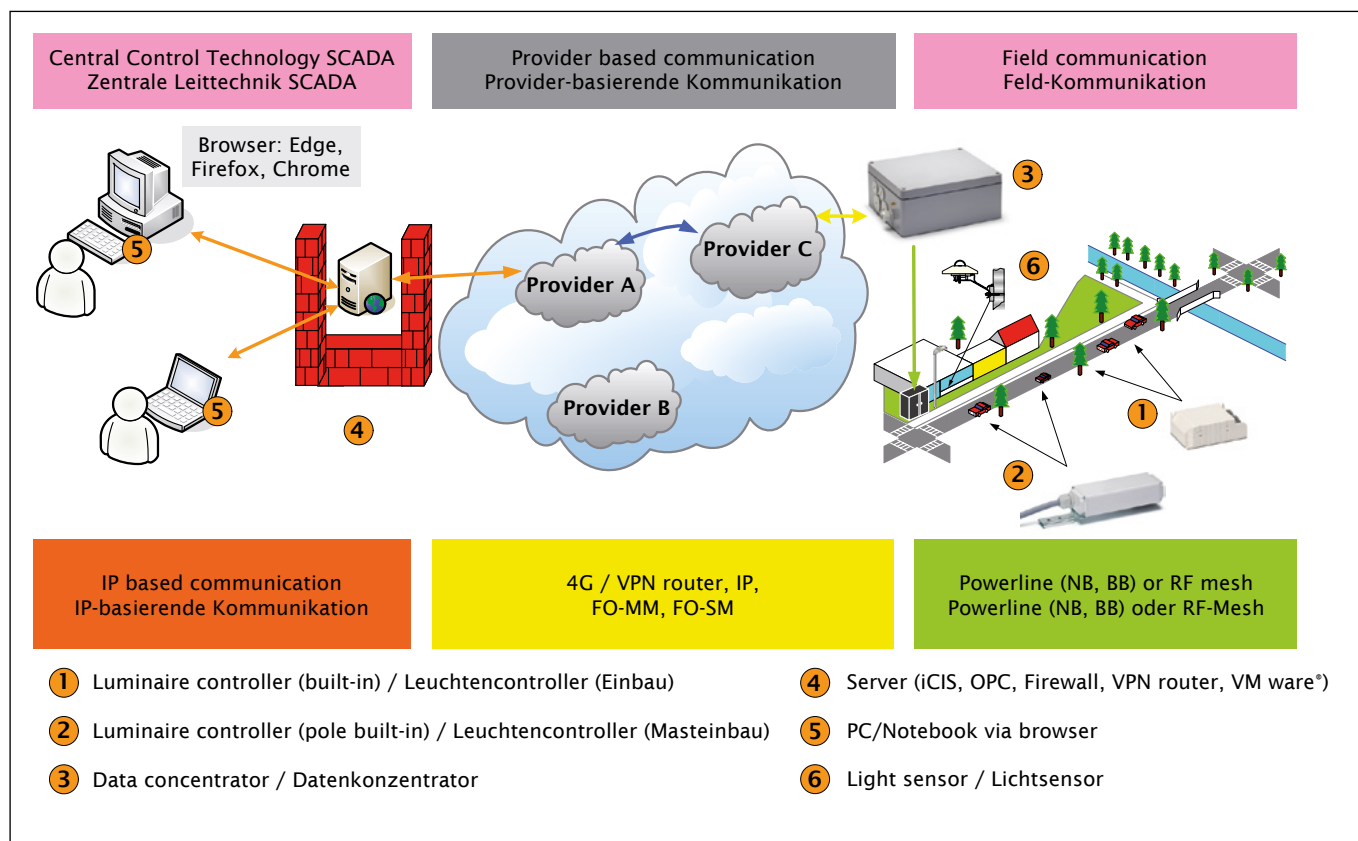 Central Control Technology SCADA
Zentrale Leittechnik SCADA
Provider based communication
Provider-basierende Kommunikation
Field communication
Feld-Kommunikation
Browser: Edge,
Firefox, Chrome
5
5
4
Provider A
Provider C
Provider B
3
6
1
2
IP based communication
IP-basierende Kommunikation
4G / VPN router, IP,
FO-MM, FO-SM
Powerline (NB, BB) or RF mesh
Powerline (NB, BB) oder RF-Mesh
1 Luminaire controller (built-in) / Leuchtencontroller (Einbau)
2 Luminaire controller (pole built-in) / Leuchtencontroller (Masteinbau)
3 Data concentrator / Datenkonzentrator
4 Server (iCIS, OPC, Firewall, VPN router, VM ware®)
5 PC/Notebook via browser
6 Light sensor / Lichtsensor